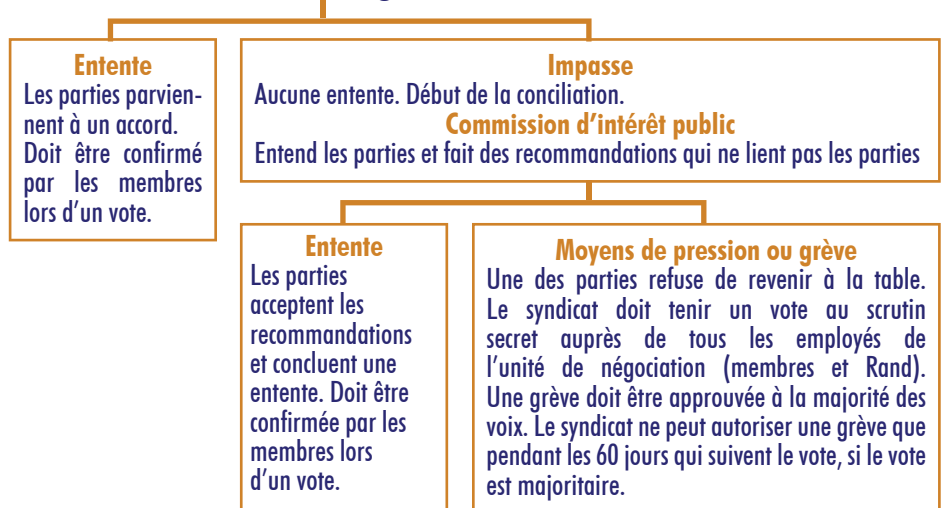 Entente
Les parties parvien-
nent à un accord.
Doit être confirmé
par les membres
lors d'un vote.
Impasse
Aucune entente. Début de la conciliation.
Commission d'intérêt public
Entend les parties et fait des recommandations qui ne lient pas les parties
Entente
Les parties
acceptent les
recommandations
et concluent une
entente. Doit être
confirmée par les
membres lors
d'un vote.
Moyens de pression ou grève
Une des parties refuse de revenir à la table.
Le syndicat doit tenir un vote au scrutin
secret auprès de tous les employés de
l'unité de négociation (membres et Rand).
Une grève doit être approuvée à la majorité des
voix. Le syndicat ne peut autoriser une grève que
pendant les 60 jours qui suivent le vote, si le vote
est majoritaire.